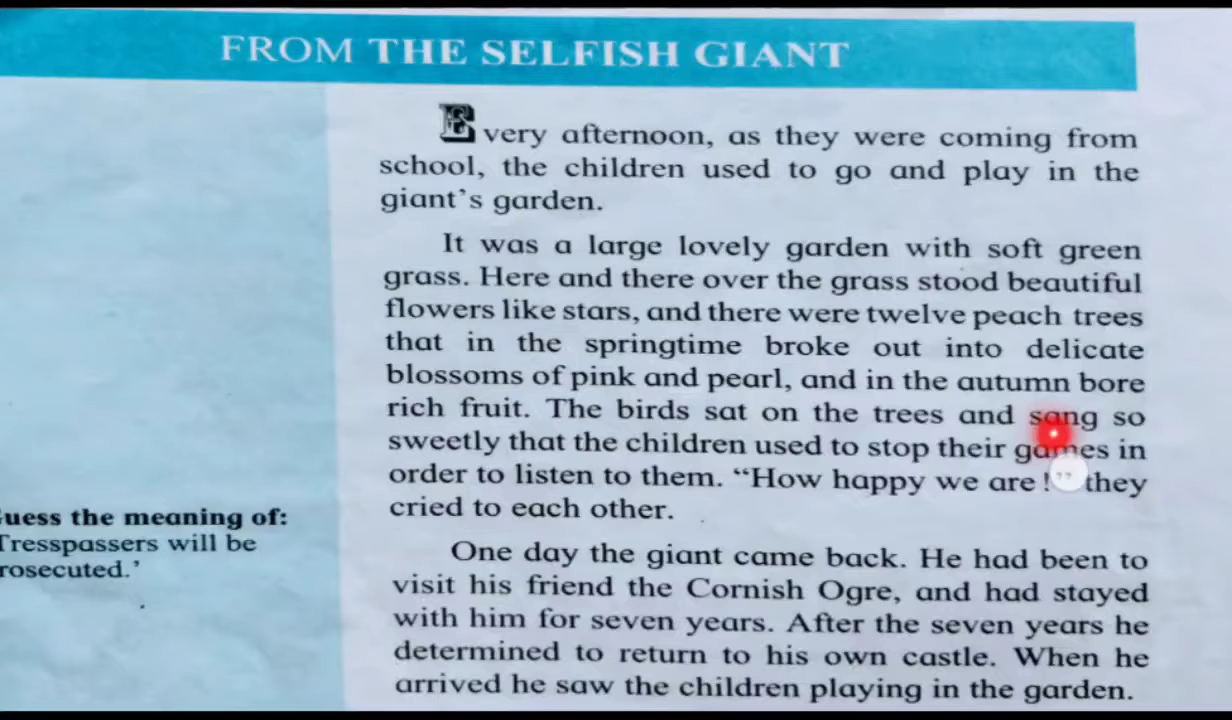 FROM THE SELFISH GIANT
Every afternoon, as they were coming from
school, the children used to go and play in the
giant's garden.
It was a large lovely garden with soft green
grass. Here and there over the grass stood beautiful
flowers like stars, and there were twelve peach trees
that in the springtime broke out into delicate
blossoms of pink and pearl, and in the autumn bore
rich fruit. The birds sat on the trees and sang so
sweetly that the children used to stop their games in
order to listen to them. "How happy we are!" they
cried to each other.
One day the giant came back. He had been to
visit his friend the Cornish Ogre, and had stayed
with him for seven years. After the seven years he
determined to return to his own castle. When he
arrived he saw the children playing in the garden.
uess the meaning of:
Tresspassers will be
rosecuted.'